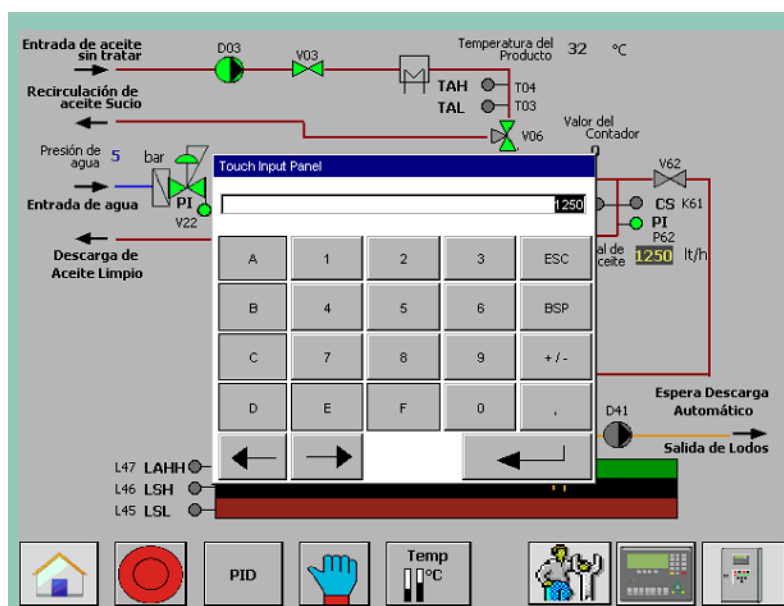 Entrada de aceite
sin tratar
D03
V03
Temperatura del
Producto
32 °C
TAH T04
TAL T03
Recirculación de
aceite Sucio
V06
Valor del
Contador
Presión de
agua 5 bar
Entrada de agua
PI
V22
Touch Input Panel
1250
V62
CS K61
PI
P62
1250 lt/h
Descarga de
Aceite Limpio
A 1 2 3 ESC
B 4 5 6 BSP
C 7 8 9 +/-
D E F 0 ,
Espera Descarga
Automático
D41
Salida de Lodos
L47 LAHH
L46 LSH
L45 LSL
PID
Temp
°C